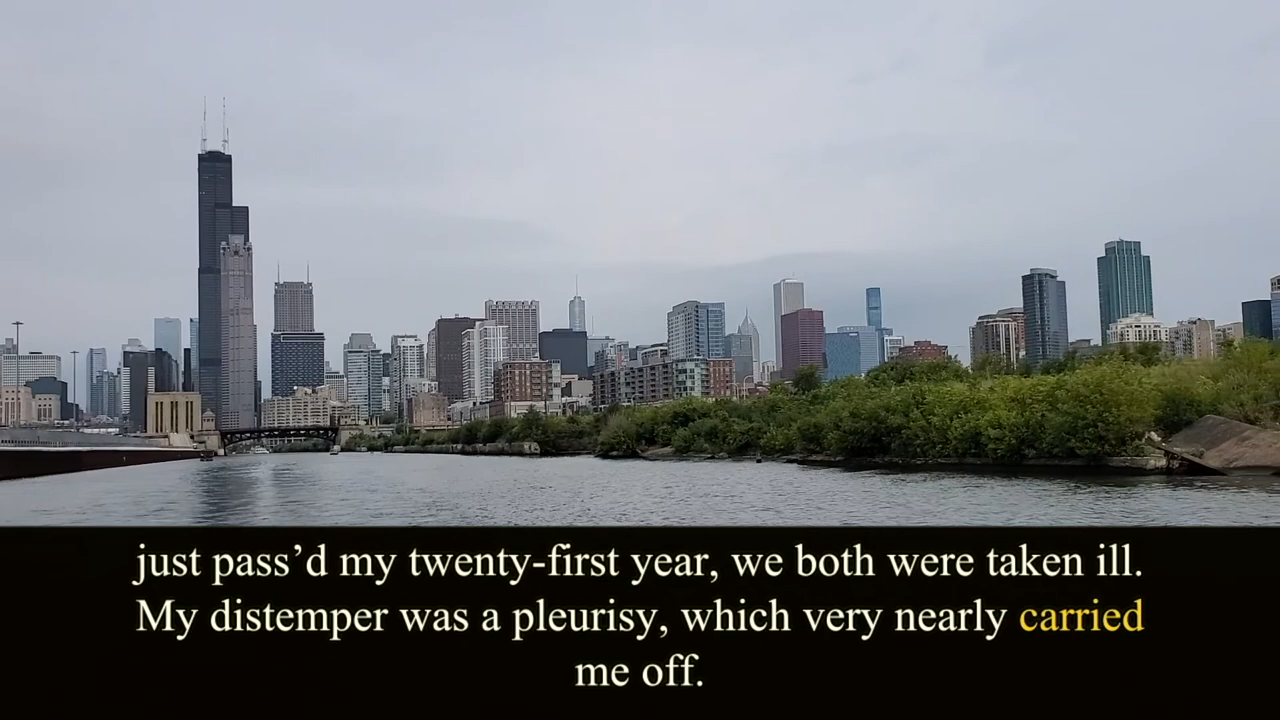 just pass’d my twenty-first year, we both were taken ill.
My distemper was a pleurisy, which very nearly carried
me off.